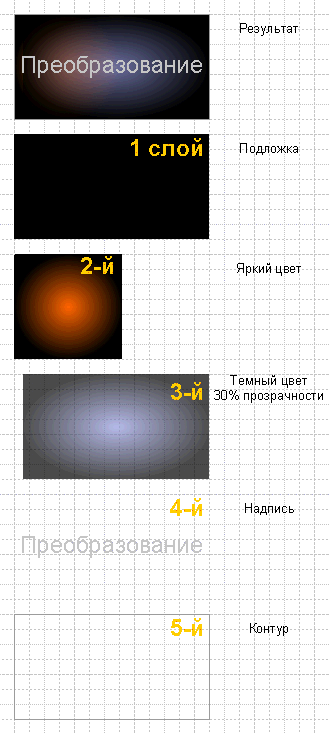 Результат
Преобразование
1 слой
Подложка
2-й
Яркий цвет
Темный цвет
3-й
30% прозрачности
4-й
Надпись
Преобразование
5-й
Контур